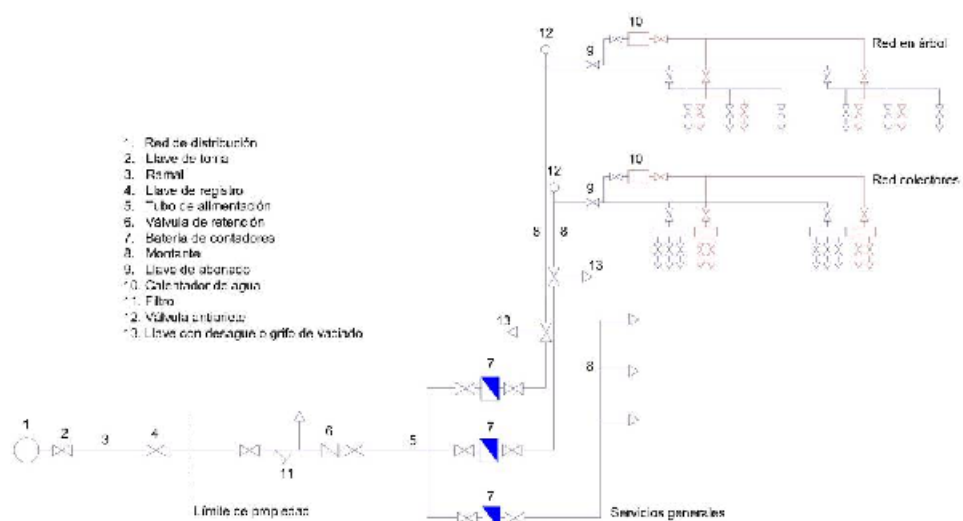 12
10
9
Red en árbol
1. Red de distribución
2. Llave de toma
3. Ramal
4. Llave de registro
5. Tubo de alimentación
6. Válvula de retención
7. Batería de contadores
8. Montante
9. Llave de abonado
10. Calentador de agua
11. Filtro
12. Válvula antiariete
13. Llave con desague o grifo de vaciado
12
10
9
Red colectores
8
8
13
13
7
8
1
2
3
4
6
5
7
11
7
Límite de propiedad
Servicios generales